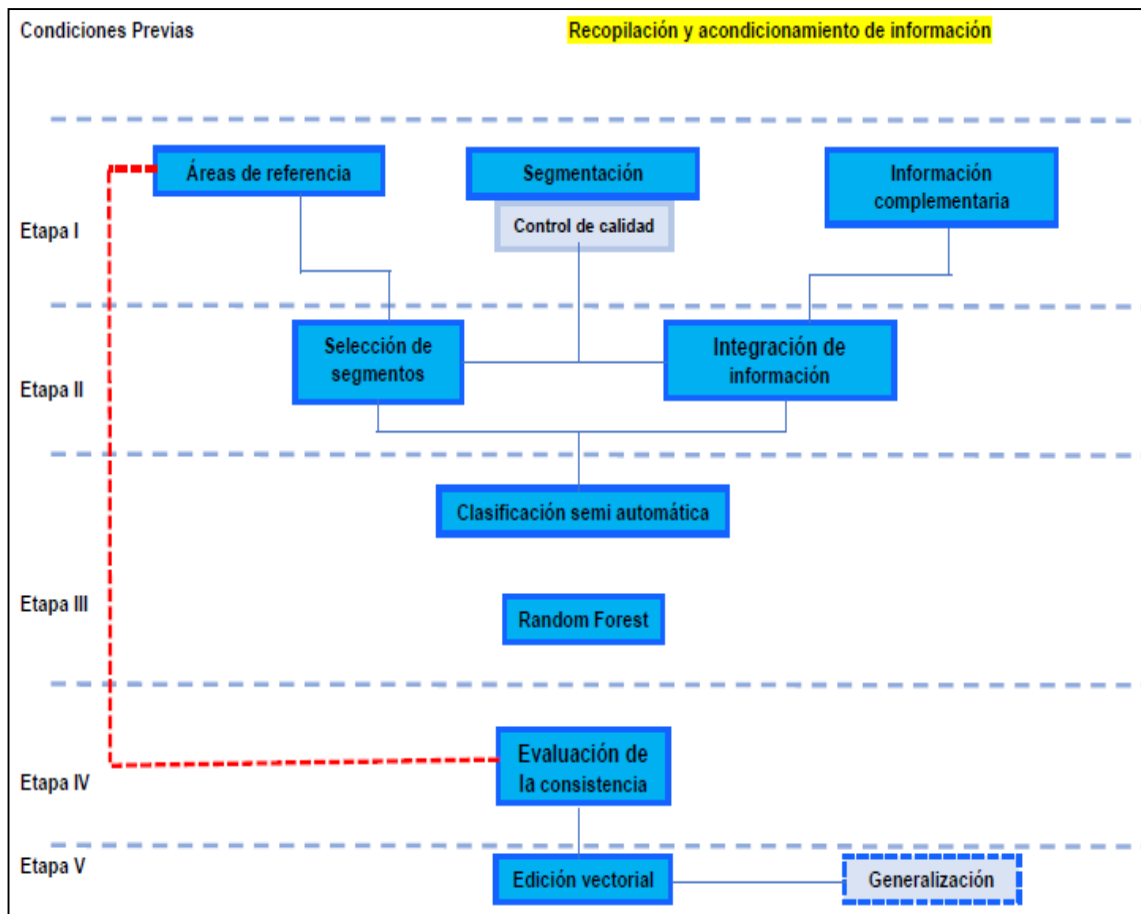 Condiciones Previas
Recopilación y acondicionamiento de información
Áreas de referencia
Segmentación
Información
complementaria
Control de calidad
Etapa I
Selección de
segmentos
Integración de
información
Etapa II
Clasificación semi automática
Etapa III
Random Forest
Evaluación de
la consistencia
Etapa IV
Etapa V
Edición vectorial
Generalización